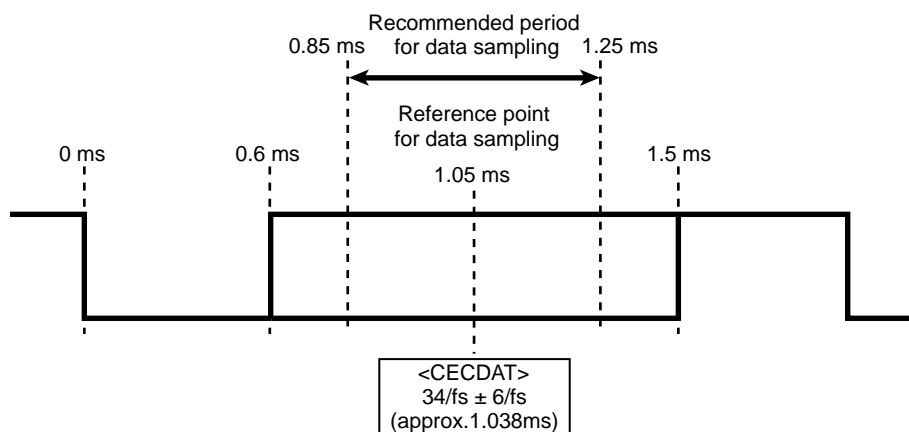 Recommended period
for data sampling
0.85 ms
1.25 ms
Reference point
for data sampling
0 ms
0.6 ms
1.05 ms
1.5 ms
<CECDAT>
34/fs ± 6/fs
(approx.1.038ms)